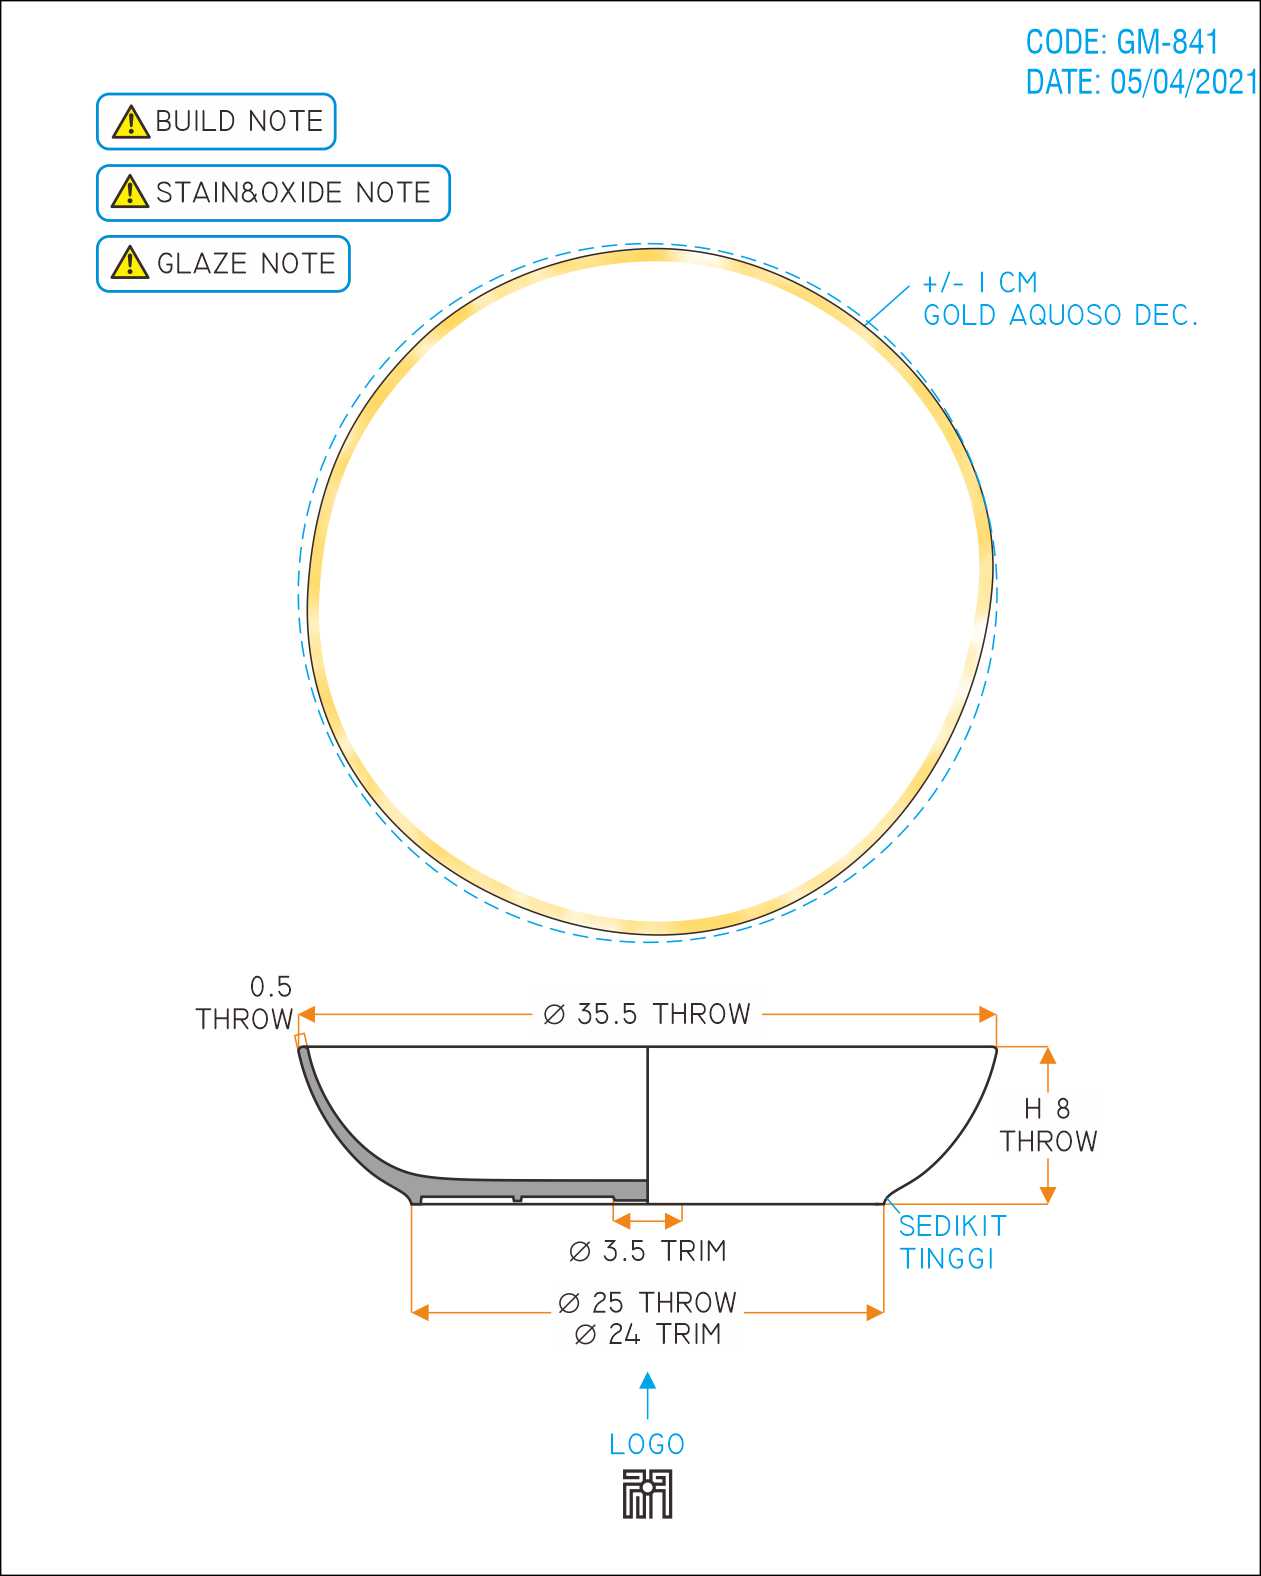 CODE: GM-841
DATE: 05/04/2021
BUILD NOTE
STAIN&OXIDE NOTE
GLAZE NOTE
+/- 1 CM
GOLD AQUOSO DEC.
0.5
THROW
Ø 35.5 THROW
H 8
THROW
SEDIKIT
TINGGI
Ø 3.5 TRIM
Ø 25 THROW
Ø 24 TRIM
LOGO